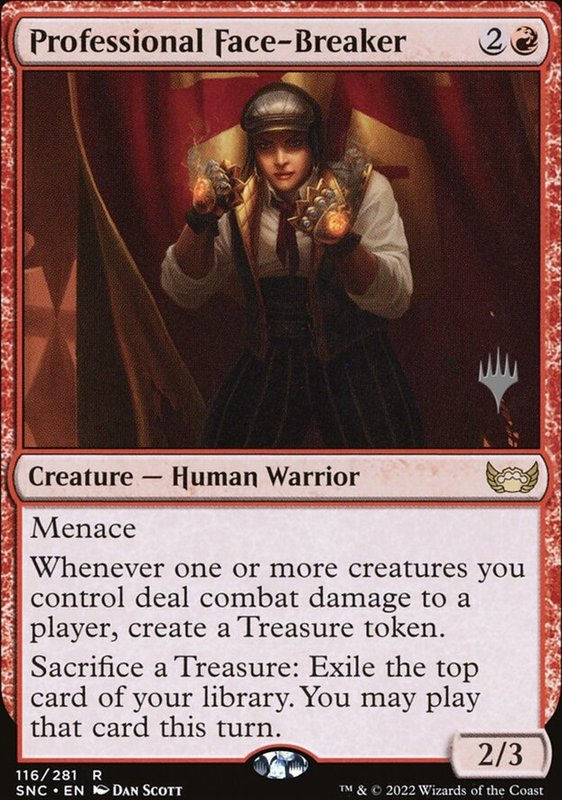 Professional Face-Breaker 2
Creature — Human Warrior
Menace
Whenever one or more creatures you
control deal combat damage to a
player, create a Treasure token.
Sacrifice a Treasure: Exile the top
card of your library. You may play
that card this turn.
2/3
116/281 R
SNC • EN Dan Scott
™ & © 2022 Wizards of the Coast